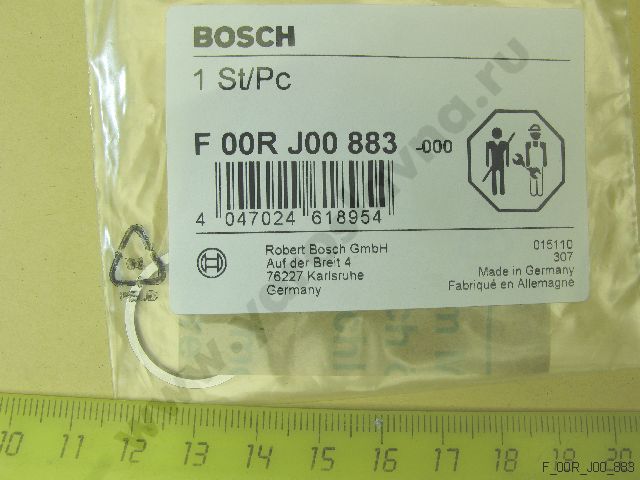 BOSCH
1 St/Pc
F 00R J00 883 -000
4 047024 618954
Robert Bosch GmbH
Auf der Breit 4
76227 Karlsruhe
Germany
015110
307
Made in Germany
Fabriqué en Allemagne
10 11 12 13 14 15 16 17 18 19 20
F_00R_J00_883